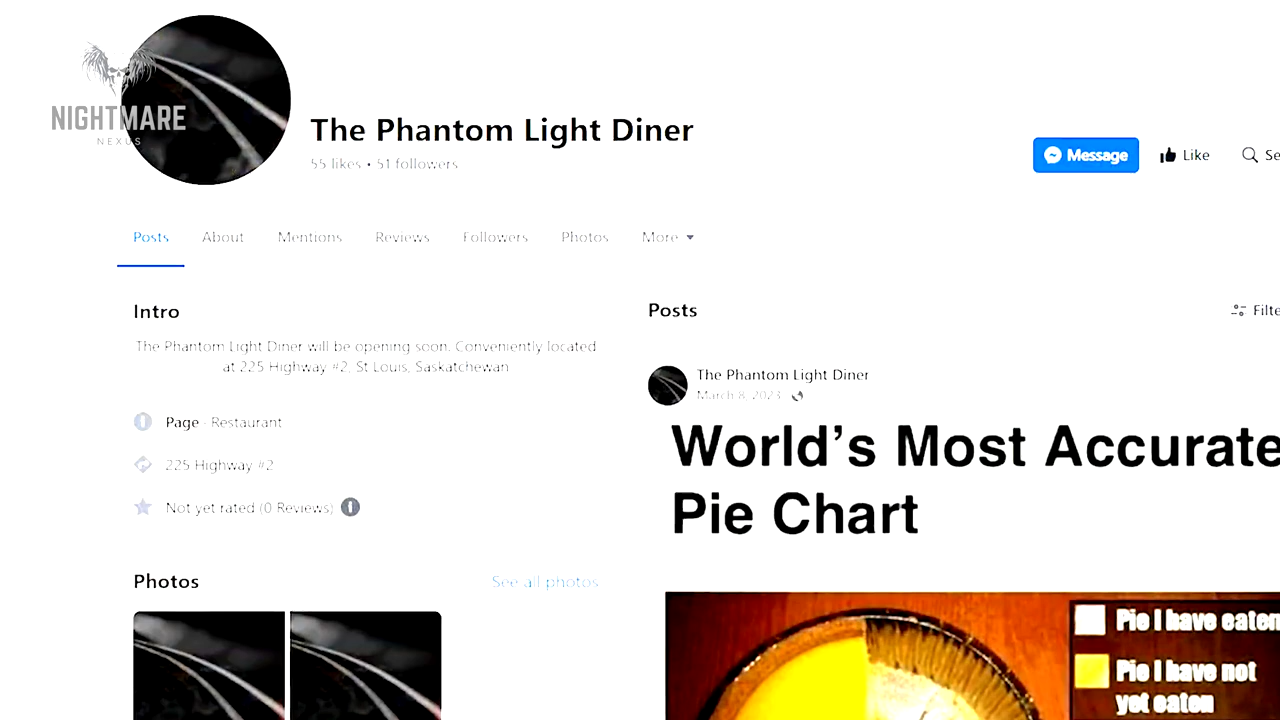 NIGHTMARE
NEXUS
The Phantom Light Diner
55 likes • 51 followers
Message
Like
Se
Posts
About
Mentions
Reviews
Followers
Photos
More
Intro
The Phantom Light Diner will be opening soon. Conveniently located
at 225 Highway #2, St Louis, Saskatchewan
Page · Restaurant
225 Highway #2
Not yet rated (0 Reviews)
Photos
See all photos
Posts
Filte
The Phantom Light Diner
March 8, 2023
World's Most Accurate
Pie Chart
Pie I have eaten
Pie I have not
yet eaten